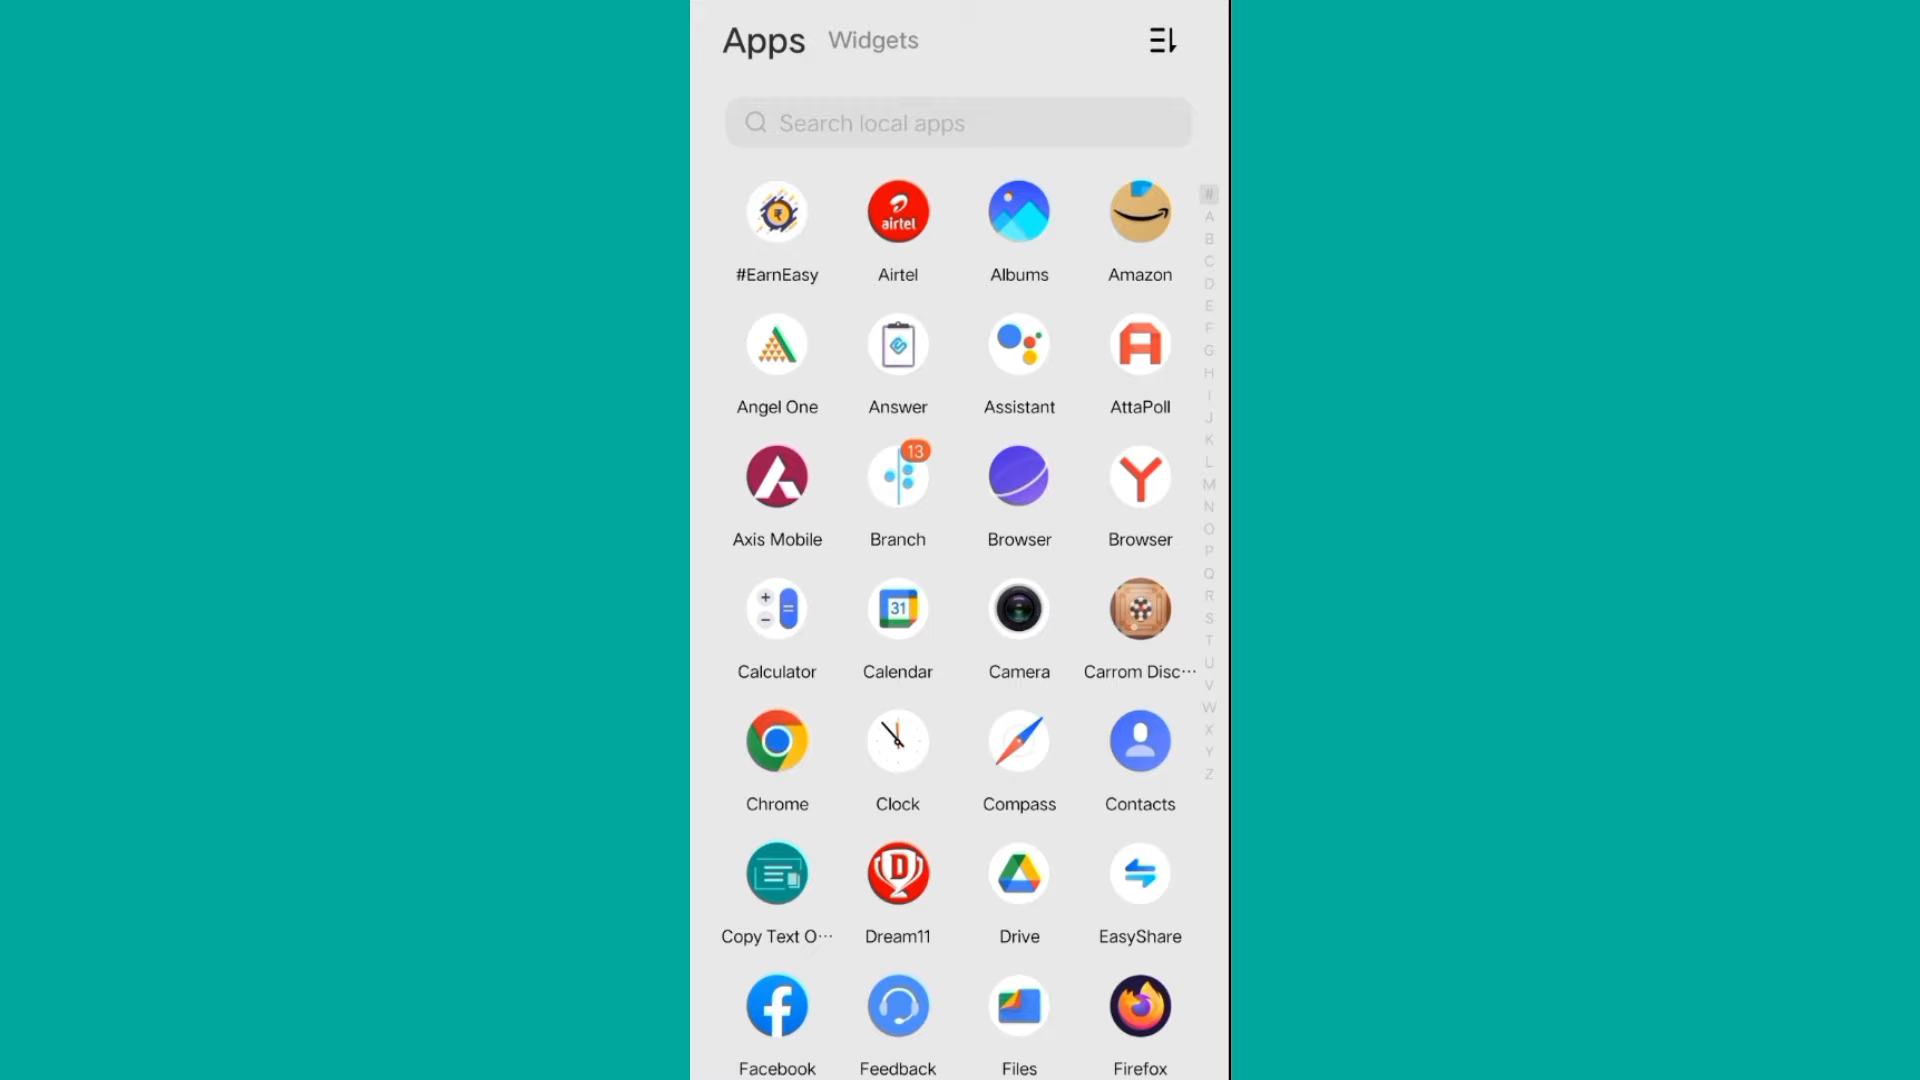 Apps Widgets
Search local apps
#
A
B
C
D
E
F
G
H
I
J
K
L
M
N
O
P
Q
R
S
T
U
V
W
X
Y
Z
airtel
#EarnEasy Airtel Albums Amazon
Angel One Answer Assistant AttaPoll
13
Axis Mobile Branch Browser Browser
31
Calculator Calendar Camera Carrom Disc···
Chrome Clock Compass Contacts
D
Copy Text O··· Dream11 Drive EasyShare
Facebook Feedback Files Firefox